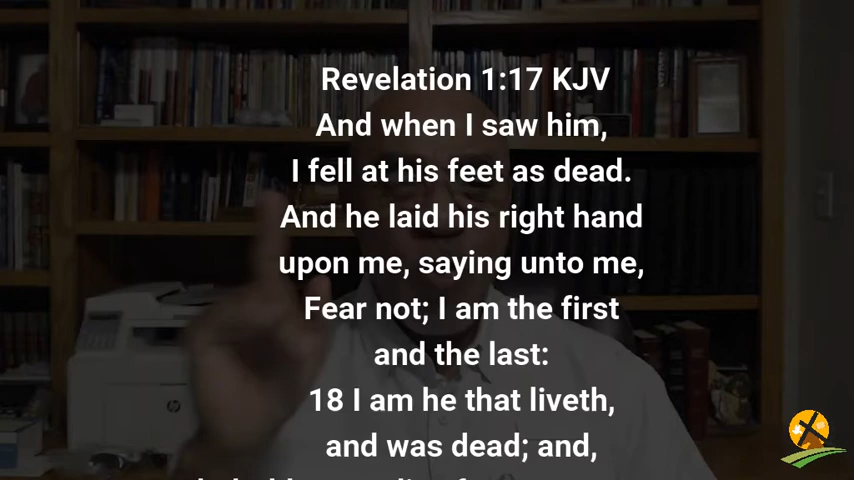 Revelation 1:17 KJV
And when I saw him,
I fell at his feet as dead.
And he laid his right hand
upon me, saying unto me,
Fear not; I am the first
and the last:
18 I am he that liveth,
and was dead; and,
hp